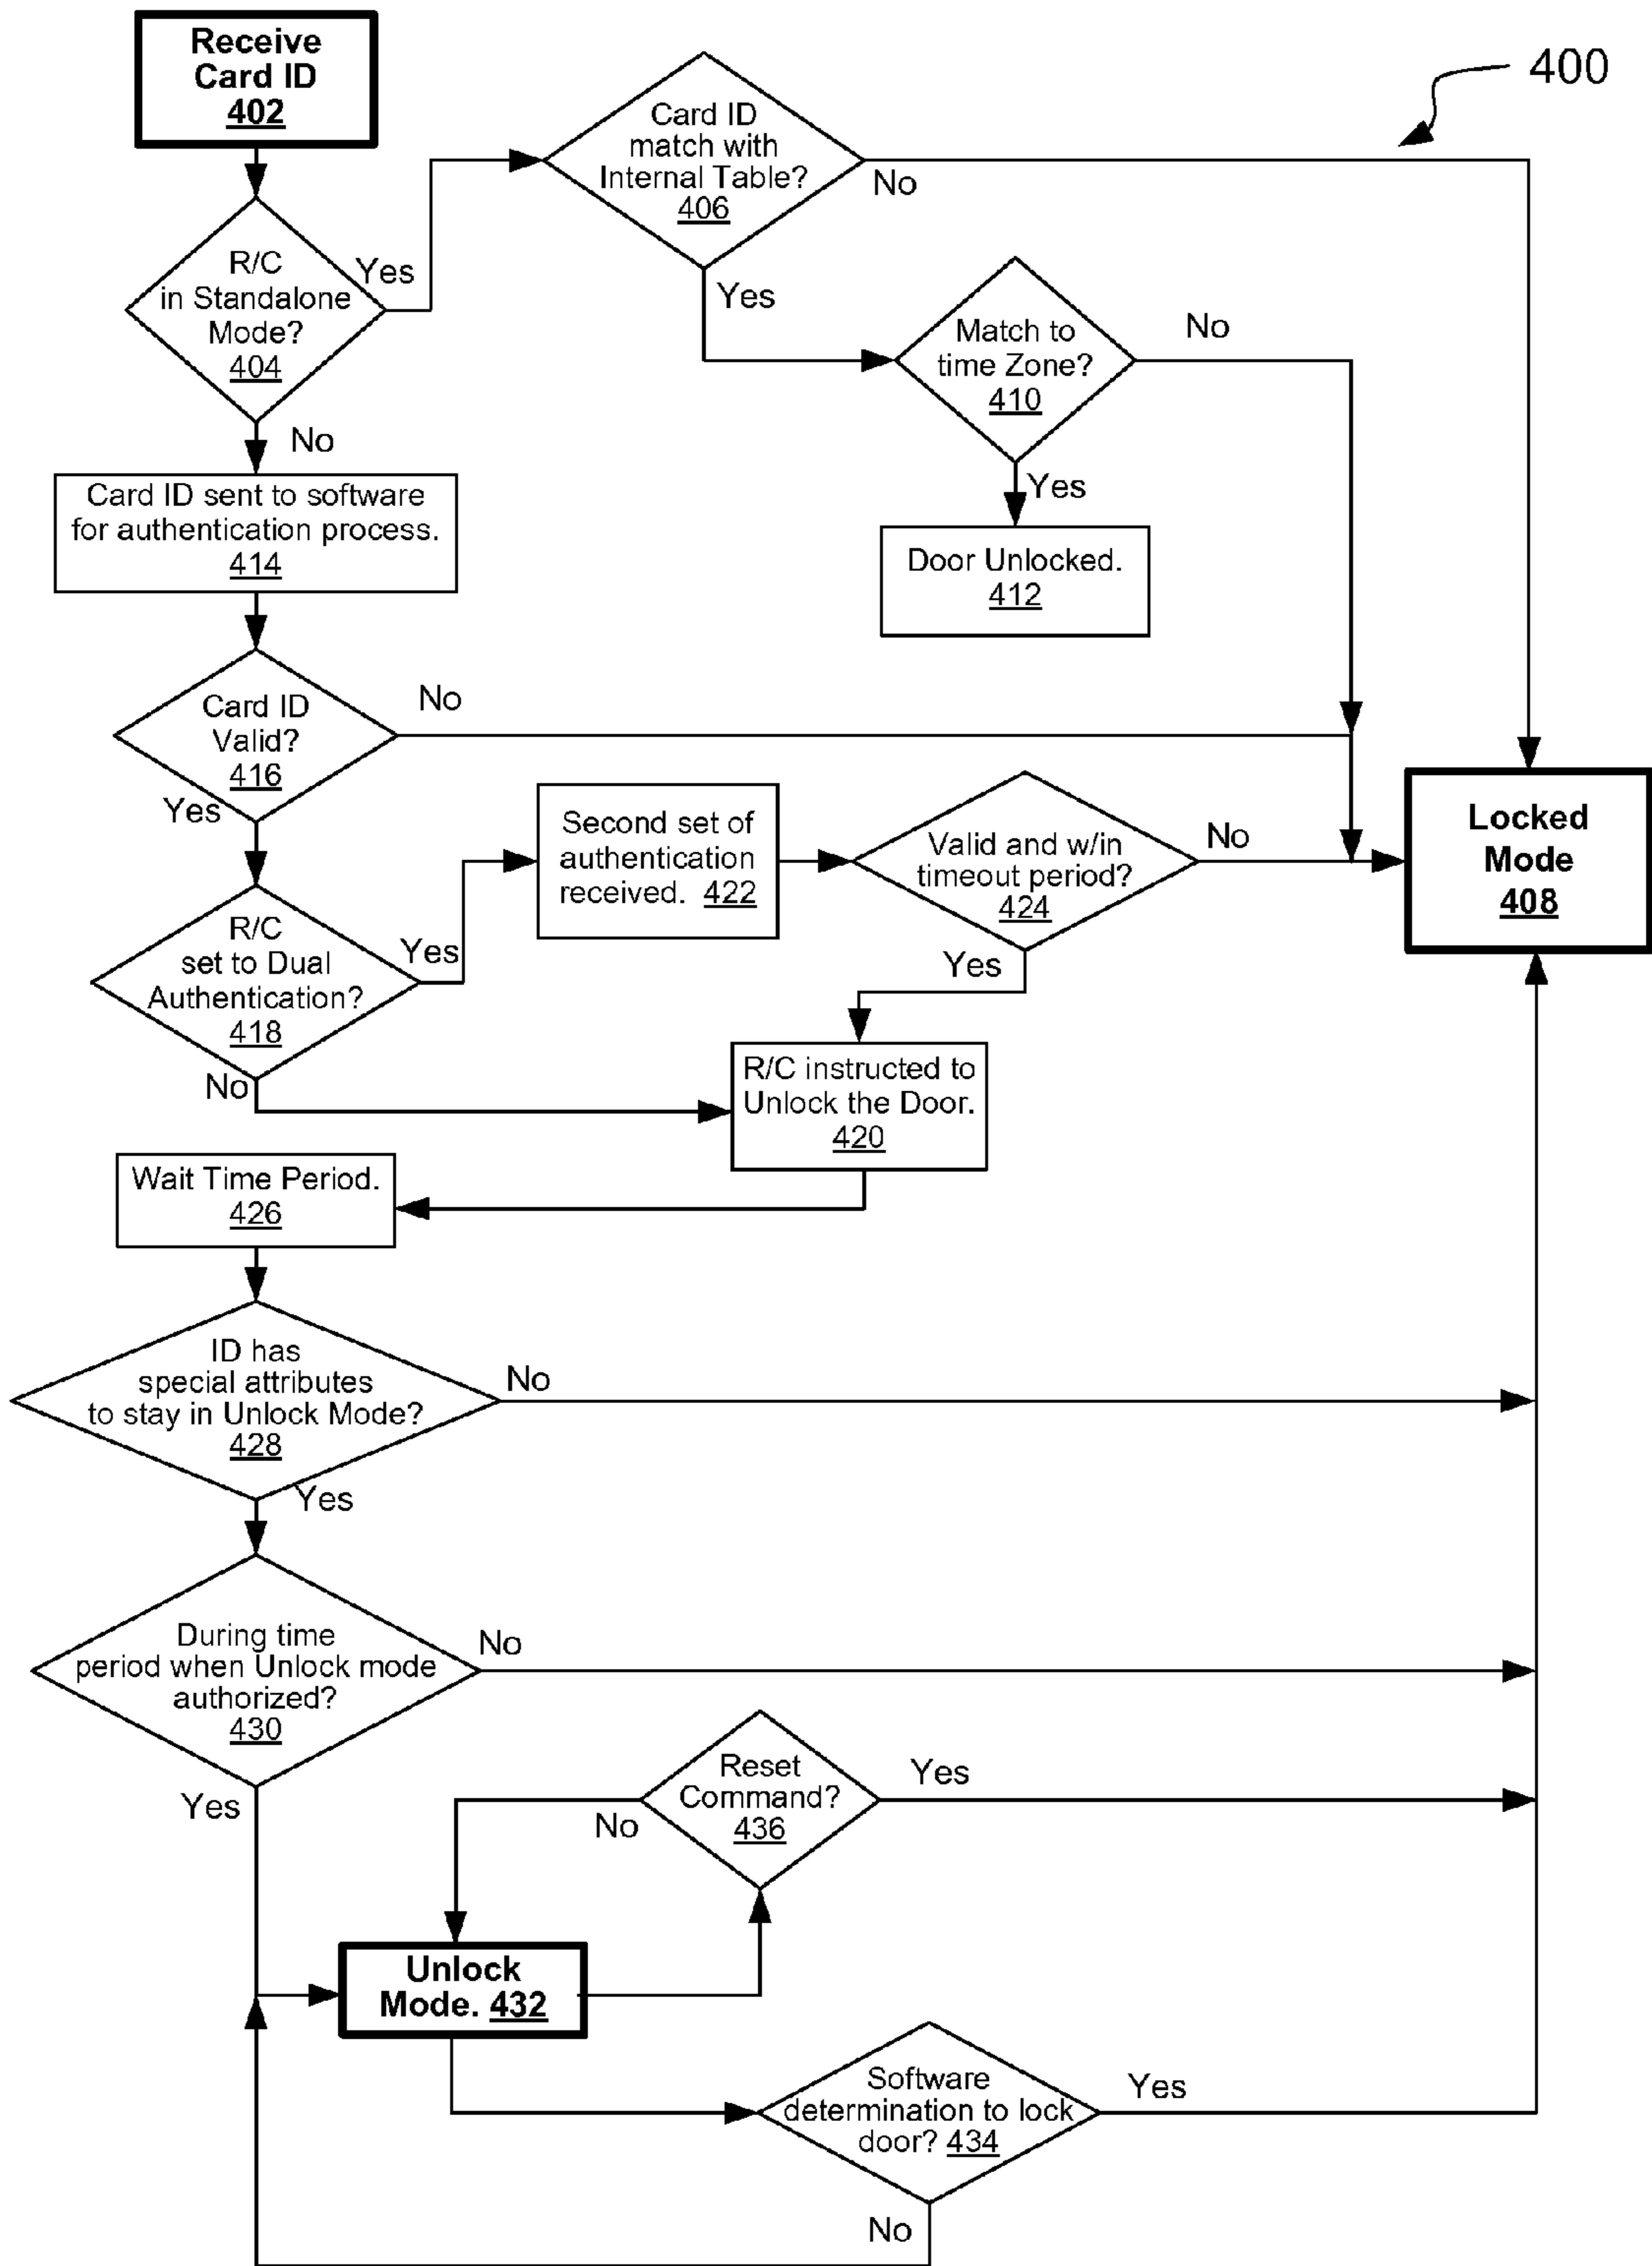 Receive
Card ID
402
400
Card ID
match with
Internal Table?
406
No
Yes
R/C
in Standalone
Mode?
404
Yes
No
Match to
time Zone?
410
No
Yes
Door Unlocked.
412
Card ID sent to software
for authentication process.
414
Card ID
Valid?
416
No
Yes
Second set of
authentication
received. 422
Valid and w/in
timeout period?
424
No
Yes
Locked
Mode
408
R/C
set to Dual
Authentication?
418
Yes
No
R/C instructed to
Unlock the Door.
420
Wait Time Period.
426
ID has
special attributes
to stay in Unlock Mode?
428
No
Yes
During time
period when Unlock mode
authorized?
430
No
Yes
Reset
Command?
436
Yes
No
Unlock
Mode. 432
Software
determination to lock
door? 434
Yes
No